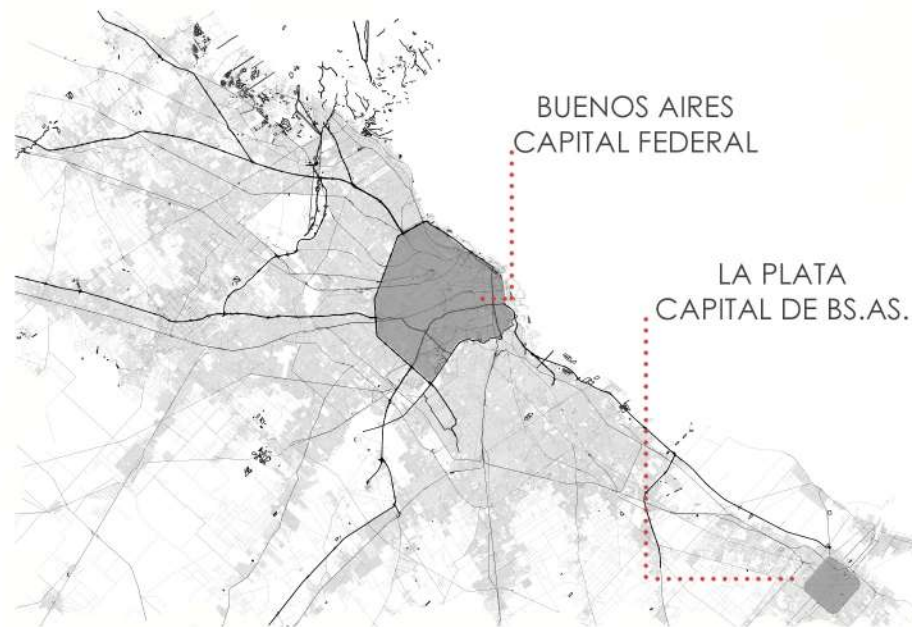 BUENOS AIRES
CAPITAL FEDERAL
LA PLATA
CAPITAL DE BS.AS.